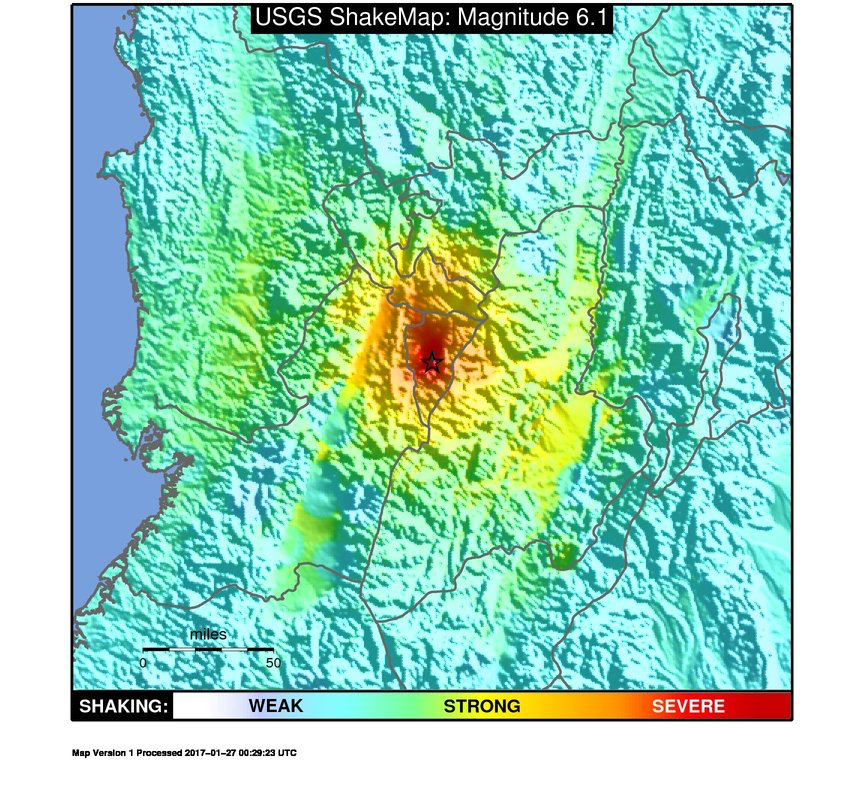 USGS ShakeMap: Magnitude 6.1
miles
0 50
SHAKING: WEAK STRONG SEVERE
Map Version 1 Processed 2017−01−27 00:29:23 UTC